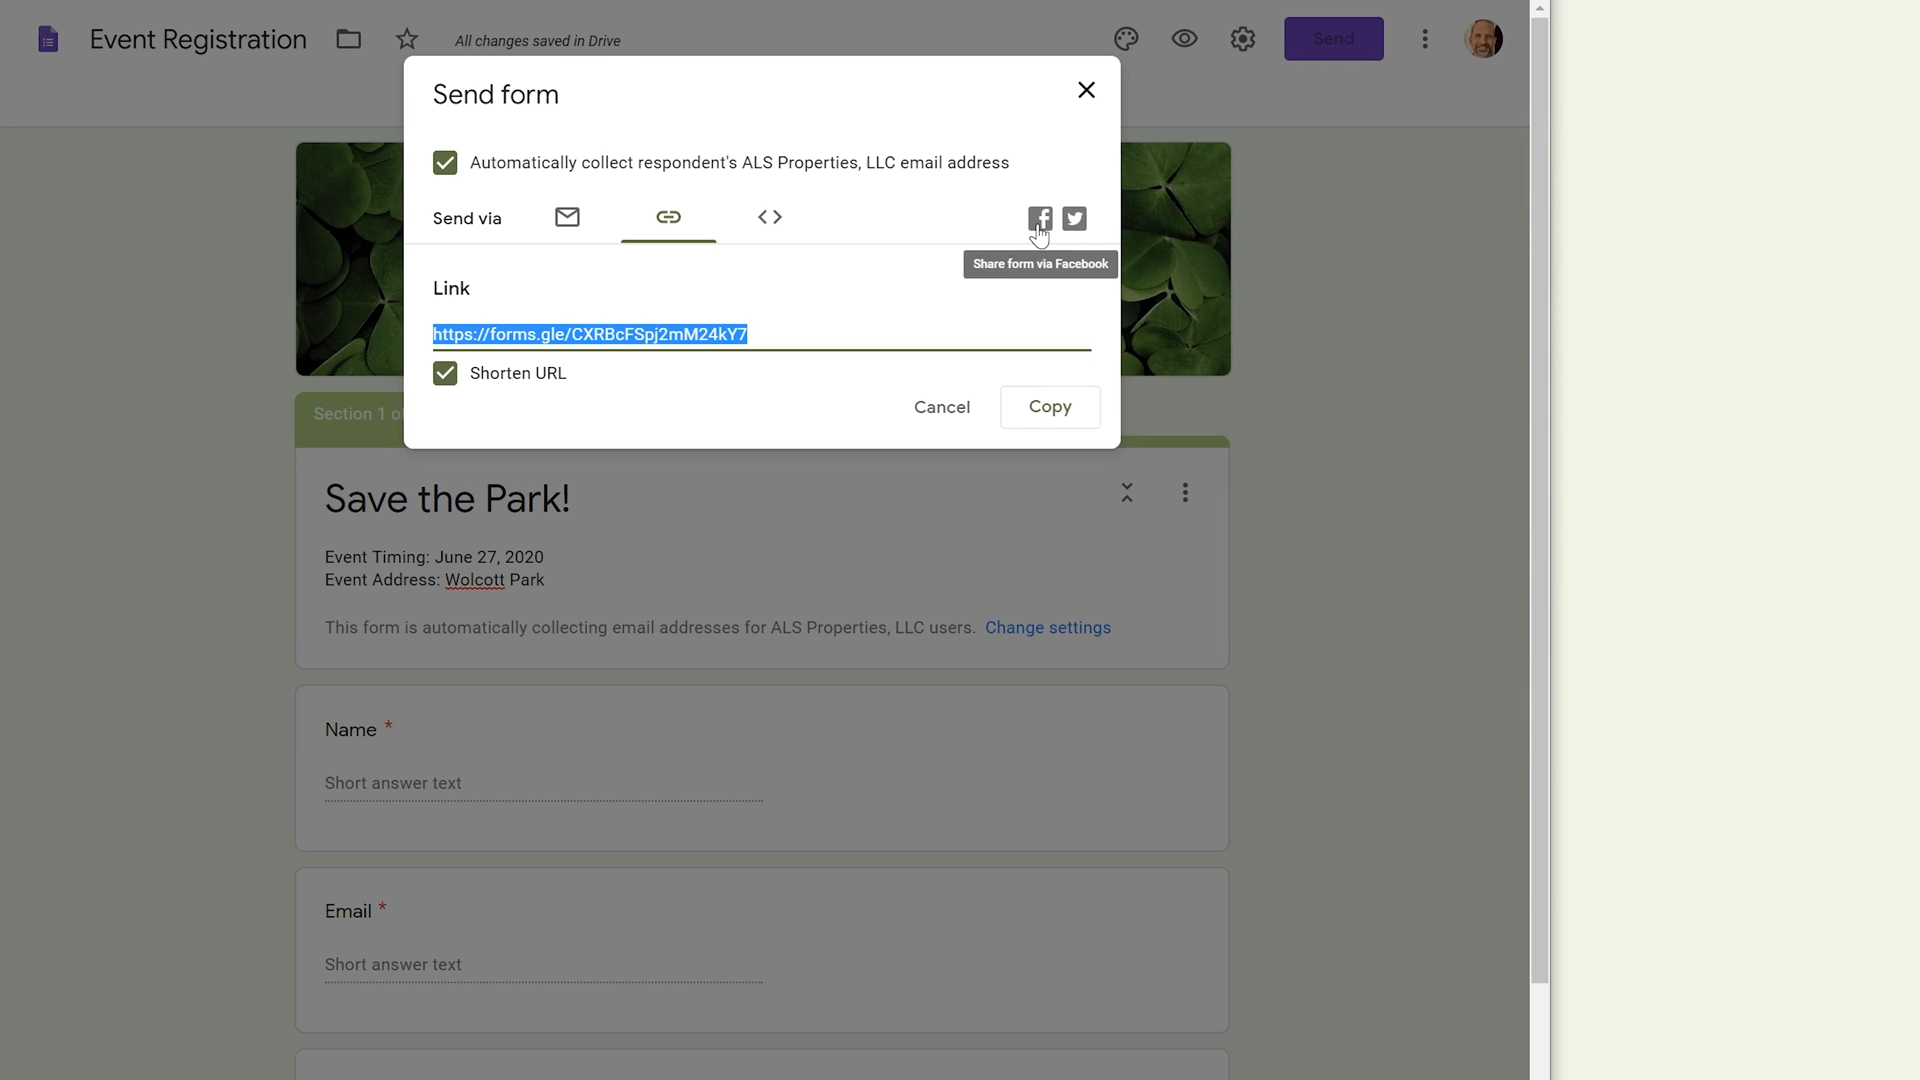 Event Registration
All changes saved in Drive
Send
Send form
Automatically collect respondent's ALS Properties, LLC email address
Send via
Share form via Facebook
Link
https://forms.gle/CXRBcFSpj2mM24kY7
Shorten URL
Cancel
Copy
Section 1 of
Save the Park!
Event Timing: June 27, 2020
Event Address: Wolcott Park
This form is automatically collecting email addresses for ALS Properties, LLC users. Change settings
Name *
Short answer text
Email *
Short answer text